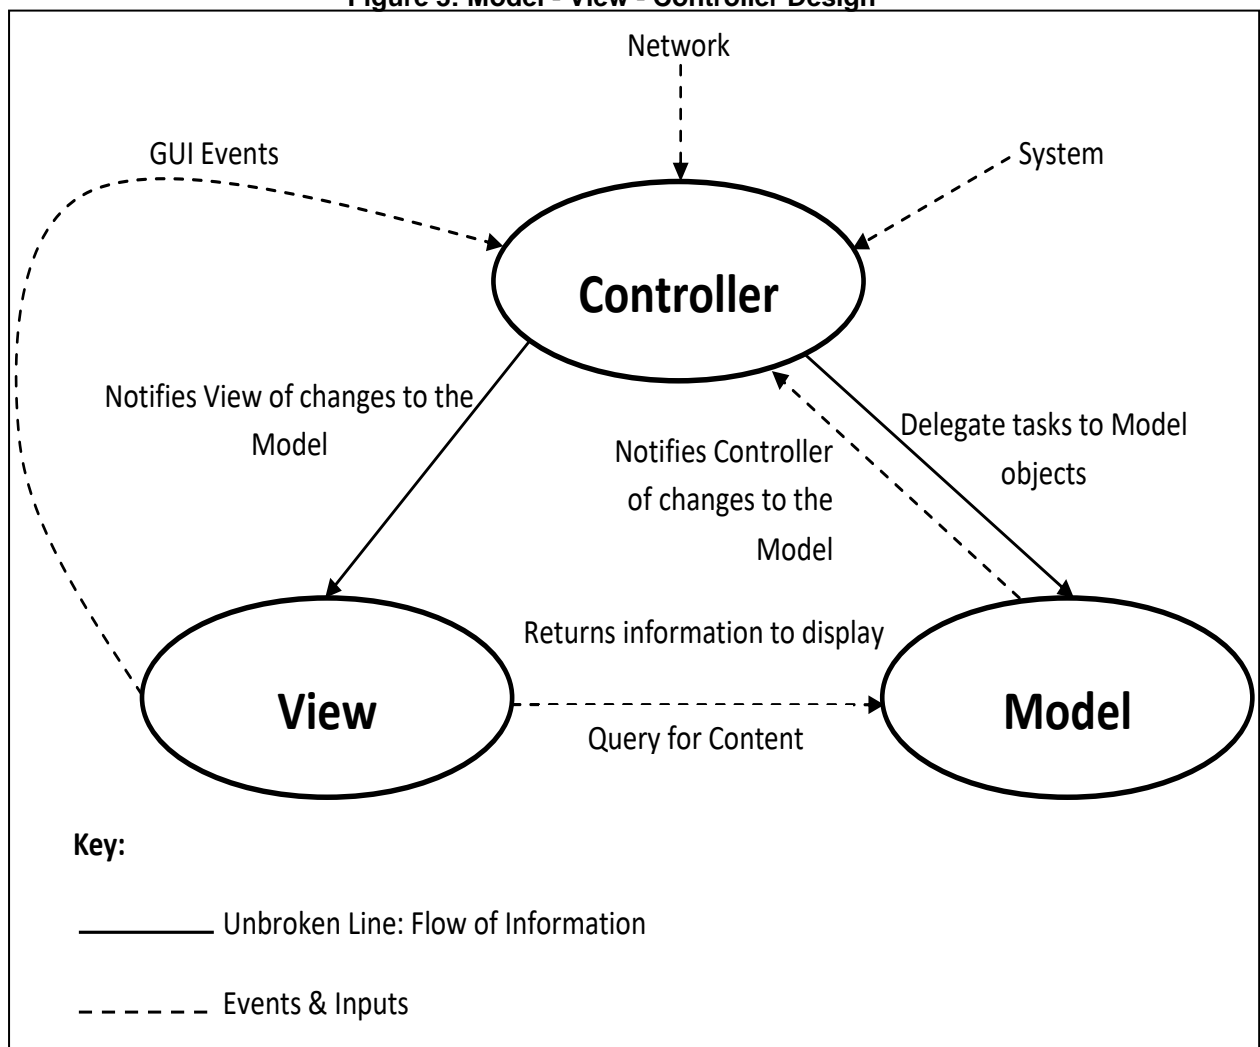 Figure 3: Model - View - Controller Design
Network
GUI Events
System
Controller
Notifies View of changes to the
Model
Delegate tasks to Model
objects
Notifies Controller
of changes to the
Model
Returns information to display
View
Model
Query for Content
Key:
Unbroken Line: Flow of Information
Events & Inputs